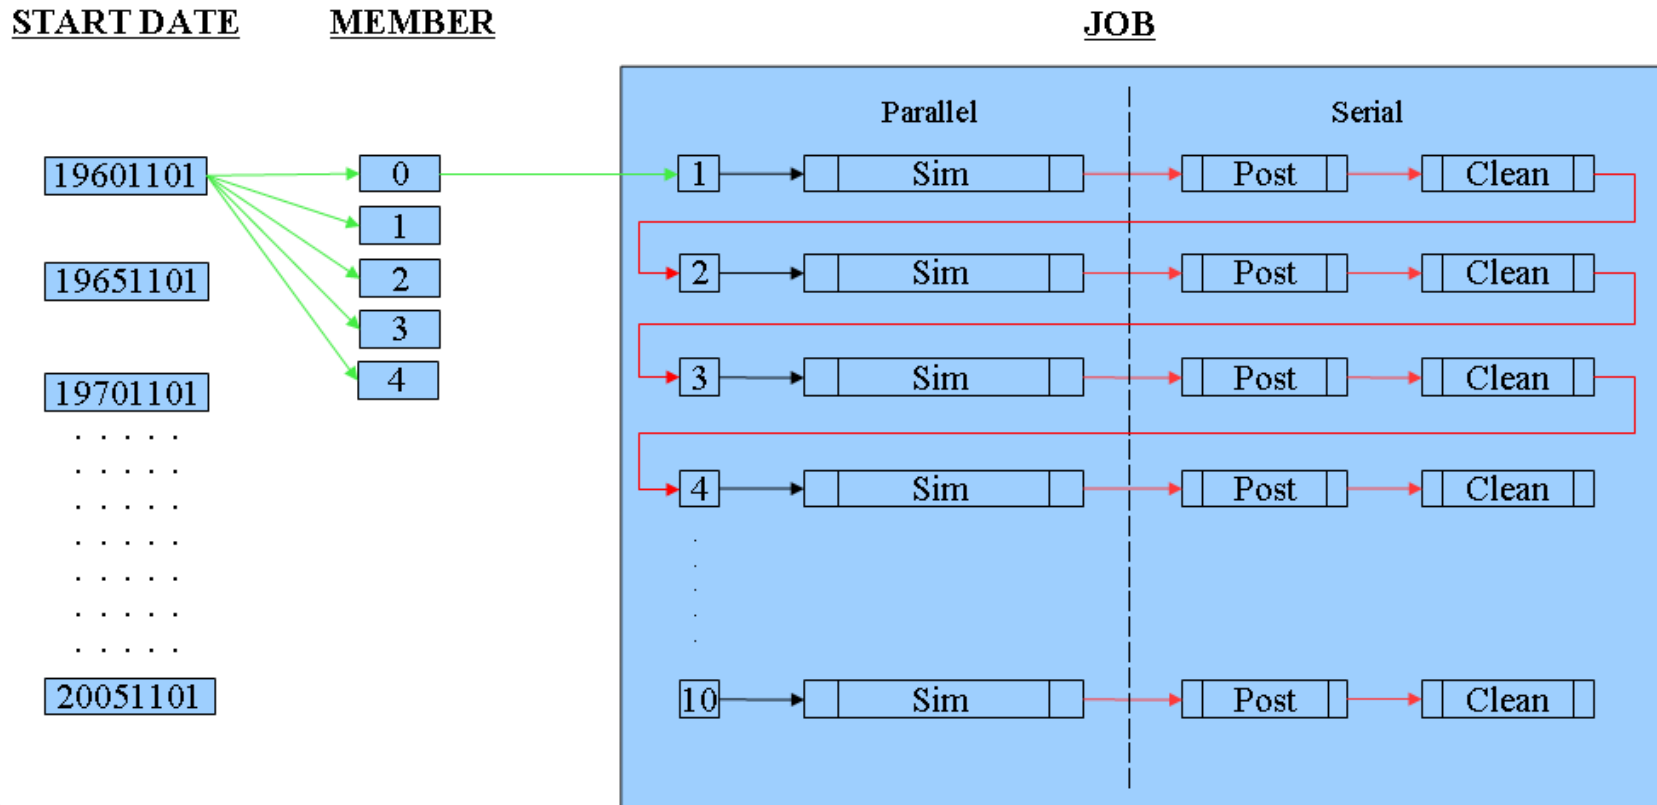 START DATE MEMBER JOB
Parallel Serial
19601101 0 1 Sim Post Clean
1
19651101 2 2 Sim Post Clean
3
19701101 4 3 Sim Post Clean
. . . . .
. . . . .
4 Sim Post Clean
. . . . .
. . . . .
. . . . .
. . . . .
. . . . .
20051101 10 Sim Post Clean